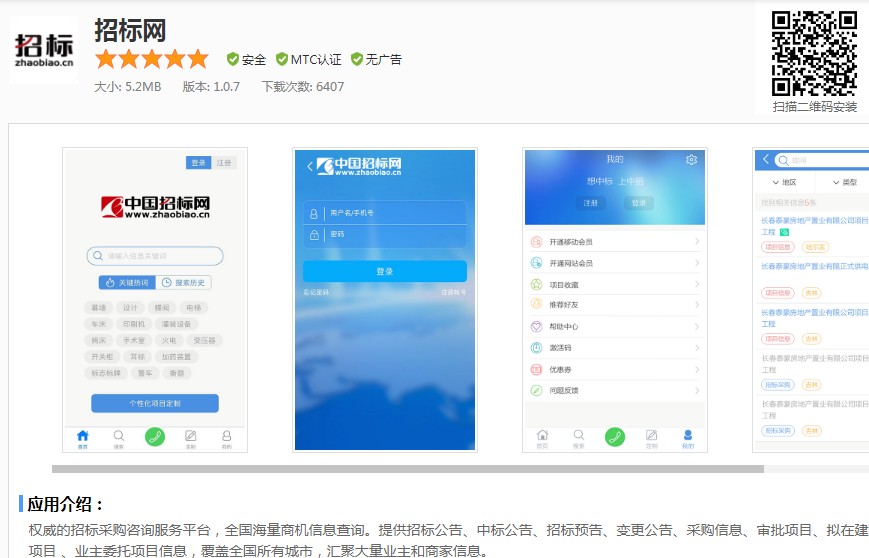 招标网
招标
zhaobiao.cn
安全 MTC认证 无广告
大小: 5.2MB 版本: 1.0.7 下载次数: 6407
扫描二维码安装
登录 注册
中国招标网
www.zhaobiao.cn
请输入信息关键词
关键热词 搜索历史
幕墙 设计 模阀 电梯
车床 印刷机 灌装设备
铜床 手术室 火电 变压器
开关柜 耳标 加药装置
标志标牌 警车 衡器
个性化项目定制
首页 搜索 定制 我的
中国招标网
www.zhaobiao.cn
用户名/手机号
密码
登录
忘记密码 注册账号
我的
想中标 上中招
注册 登录
开通移动会员
开通网站会员
项目收藏
推荐好友
帮助中心
激活码
优惠券
问题反馈
首页 搜索 定制 我的
地区 类型
找到相关信息5条
长春泰豪房地产置业有限公司项目
工程
项目信息 哈尔滨
长春泰豪房地产置业有限正式供电
项目信息 吉林
长春泰豪房地产置业有限公司项目
工程
项目信息 吉林
长春泰豪房地产置业有限公司项目
工程
招标采购 吉林
长春泰豪房地产置业有限公司项目
工程
招标采购 吉林
应用介绍：
权威的招标采购咨询服务平台，全国海量商机信息查询。提供招标公告、中标公告、招标预告、变更公告、采购信息、审批项目、拟在建
项目 、业主委托项目信息，覆盖全国所有城市，汇聚大量业主和商家信息。